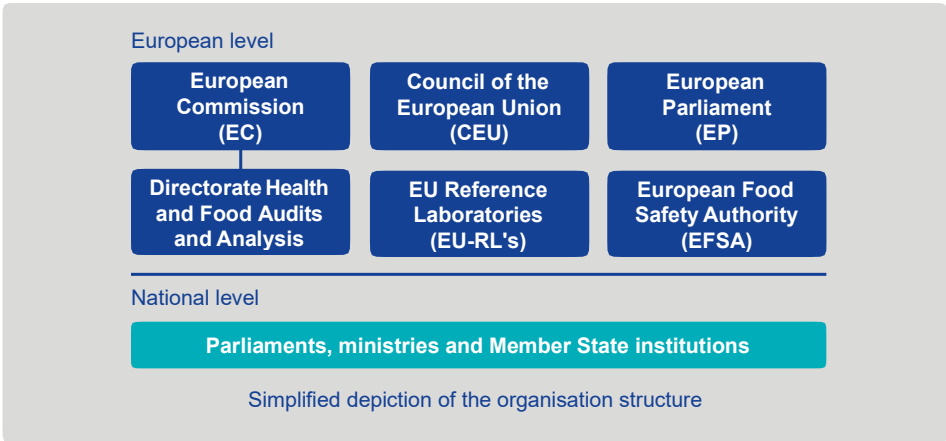 European level
European
Commission
(EC)
Council of the
European Union
(CEU)
European
Parliament
(EP)
Directorate Health
and Food Audits
and Analysis
EU Reference
Laboratories
(EU-RL's)
European Food
Safety Authority
(EFSA)
National level
Parliaments, ministries and Member State institutions
Simplified depiction of the organisation structure